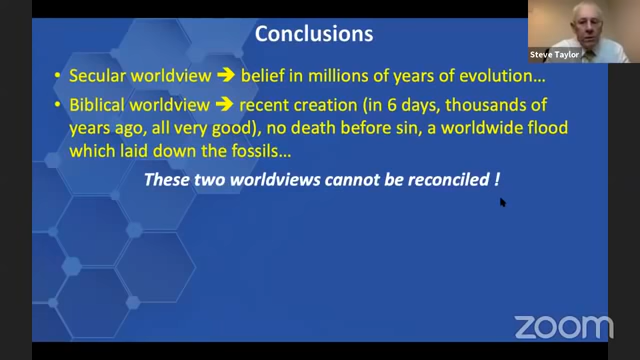 Conclusions
Steve Taylor
• Secular worldview ➔ belief in millions of years of evolution…
• Biblical worldview ➔ recent creation (in 6 days, thousands of
years ago, all very good), no death before sin, a worldwide flood
which laid down the fossils…
These two worldviews cannot be reconciled !
zoom